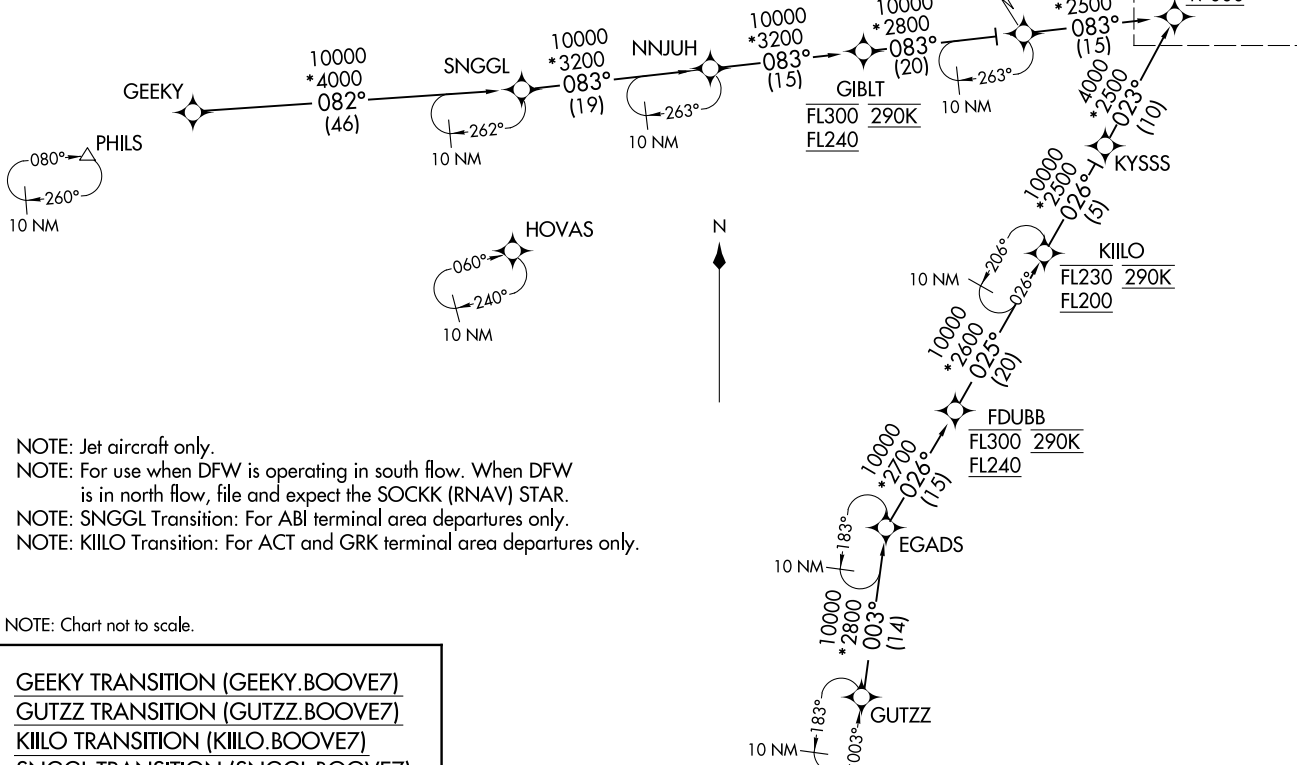 10000
*3200
083°
(15)
10000
*2800
083°
(20)
*2500
083°
(15)
10000
*4000
082°
(46)
10000
*3200
083°
(19)
GEEKY
SNGGL
NNJUH
GIBLT
FL300 290K
FL240
263°
10 NM
262°
10 NM
263°
10 NM
PHILS
080°
260°
10 NM
HOVAS
060°
240°
10 NM
N
4000
*2500
023°
(10)
KYSSS
10000
*2500
026°
(5)
KIILO
FL230 290K
FL200
206°
026°
10 NM
10000
*2600
025°
(20)
FDUBB
FL300 290K
FL240
10000
*2700
026°
(15)
EGADS
183°
10 NM
10000
*2800
003°
(14)
GUTZZ
183°
003°
10 NM
NOTE: Jet aircraft only.
NOTE: For use when DFW is operating in south flow. When DFW
is in north flow, file and expect the SOCKK (RNAV) STAR.
NOTE: SNGGL Transition: For ABI terminal area departures only.
NOTE: KIILO Transition: For ACT and GRK terminal area departures only.
NOTE: Chart not to scale.
GEEKY TRANSITION (GEEKY.BOOVE7)
GUTZZ TRANSITION (GUTZZ.BOOVE7)
KIILO TRANSITION (KIILO.BOOVE7)
SNGGL TRANSITION (SNGGL.BOOVE7)